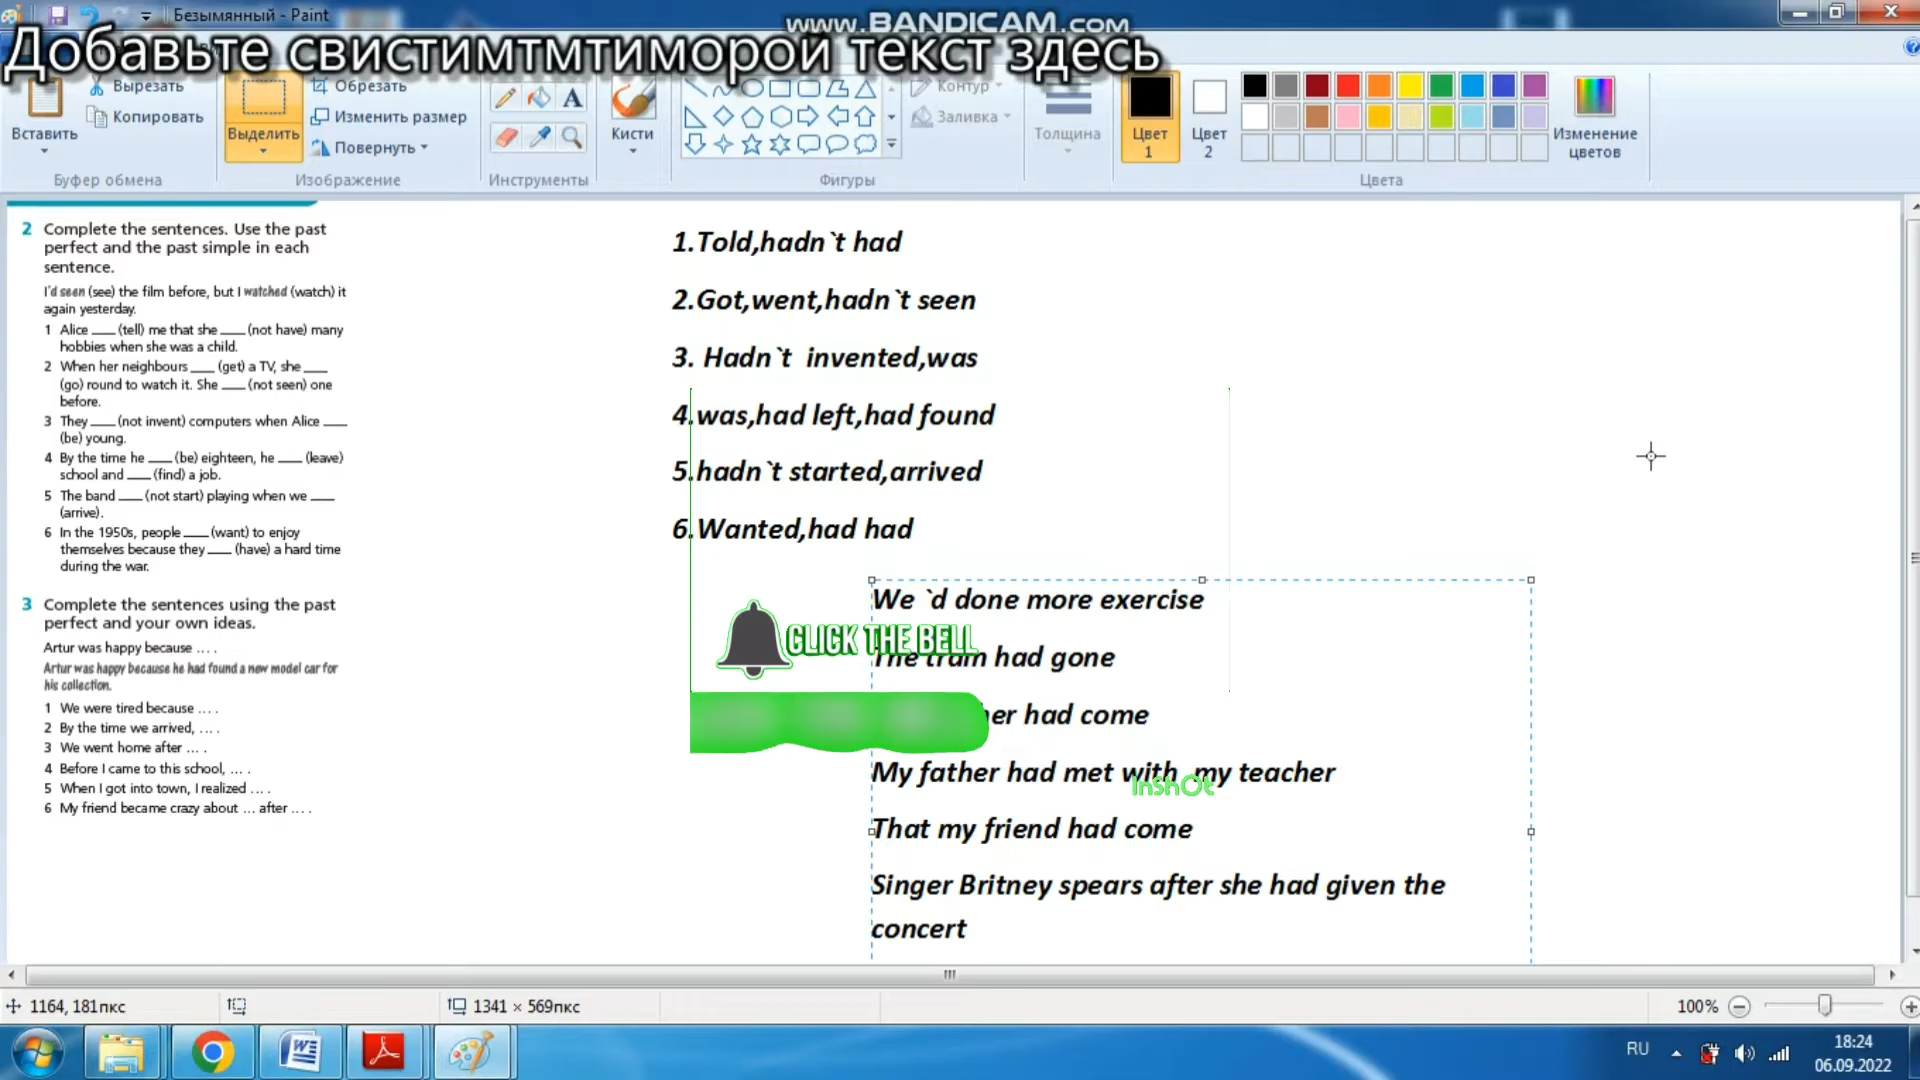 Безымянный - Paint
www.BANDICAM.com
Добавьте свистимтмтиморой текст здесь
Вставить
Вырезать
Копировать
Буфер обмена
Выделить
Обрезать
Изменить размер
Повернуть
Изображение
Инструменты
Кисти
Контур
Заливка
Фигуры
Толщина
Цвет 1
Цвет 2
Изменение цветов
Цвета
2 Complete the sentences. Use the past
perfect and the past simple in each
sentence.
I'd seen (see) the film before, but I watched (watch) it
again yesterday.
1 Alice ___ (tell) me that she ___ (not have) many
hobbies when she was a child.
2 When her neighbours ___ (get) a TV, she ___
(go) round to watch it. She ___ (not seen) one
before.
3 They ___ (not invent) computers when Alice ___
(be) young.
4 By the time he ___ (be) eighteen, he ___ (leave)
school and ___ (find) a job.
5 The band ___ (not start) playing when we ___
(arrive).
6 In the 1950s, people ___ (want) to enjoy
themselves because they ___ (have) a hard time
during the war.
3 Complete the sentences using the past
perfect and your own ideas.
Artur was happy because ... .
Artur was happy because he had found a new model car for
his collection.
1 We were tired because ... .
2 By the time we arrived, ... .
3 We went home after ... .
4 Before I came to this school, ... .
5 When I got into town, I realized ... .
6 My friend became crazy about ... after ... .
1.Told,hadn`t had
2.Got,went,hadn`t seen
3. Hadn`t invented,was
4.was,had left,had found
5.hadn`t started,arrived
6.Wanted,had had
We `d done more exercise
CLICK THE BELL
The train had gone
had come
My father had met with my teacher
InShOt
That my friend had come
Singer Britney spears after she had given the
concert
1164, 181пкс
1341 × 569пкс
100%
RU
18:24
06.09.2022